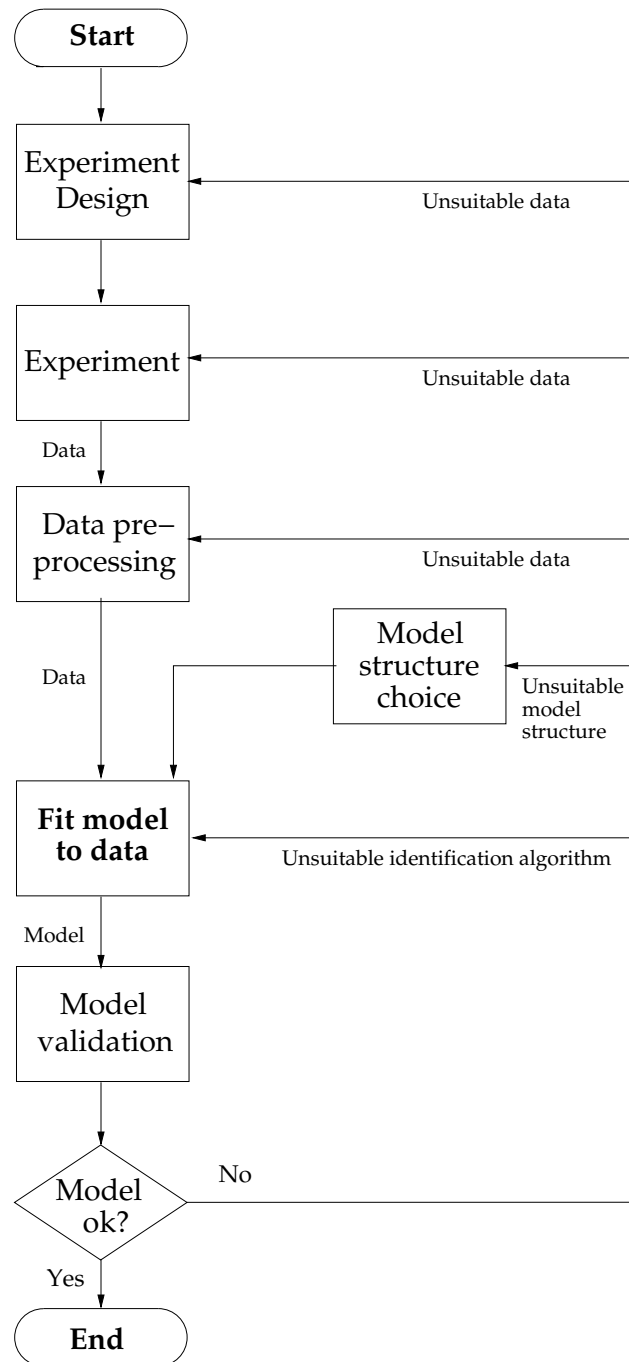 Start
Experiment
Design
Unsuitable data
Experiment
Unsuitable data
Data
Data pre–
processing
Unsuitable data
Model
structure
choice
Data
Unsuitable
model
structure
Fit model
to data
Unsuitable identification algorithm
Model
Model
validation
Model
ok?
No
Yes
End